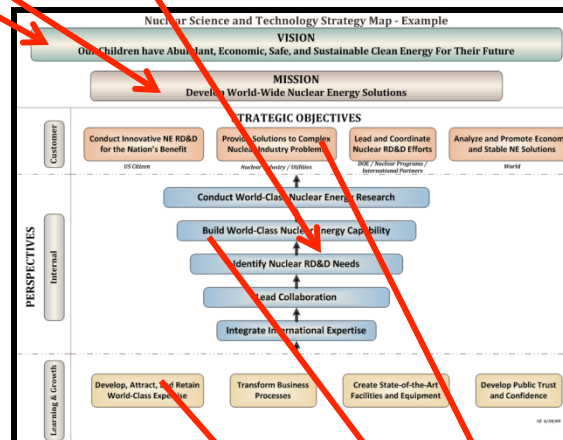 Nuclear Science and Technology Strategy Map - Example
VISION
Our Children have Abundant, Economic, Safe, and Sustainable Clean Energy For Their Future
MISSION
Develop World-Wide Nuclear Energy Solutions
STRATEGIC OBJECTIVES
PERSPECTIVES
Customer
Conduct Innovative NE RD&D
for the Nation's Benefit
US Citizen
Provide Solutions to Complex
Nuclear Industry Problems
Nuclear Industry / Utilities
Lead and Coordinate
Nuclear RD&D Efforts
DOE / Nuclear Programs /
International Partners
Analyze and Promote Econom
and Stable NE Solutions
World
Internal
Conduct World-Class Nuclear Energy Research
Build World-Class Nuclear Energy Capability
Identify Nuclear RD&D Needs
Lead Collaboration
Integrate International Expertise
Learning & Growth
Develop, Attract, and Retain
World-Class Expertise
Transform Business
Processes
Create State-of-the-Art
Facilities and Equipment
Develop Public Trust
and Confidence